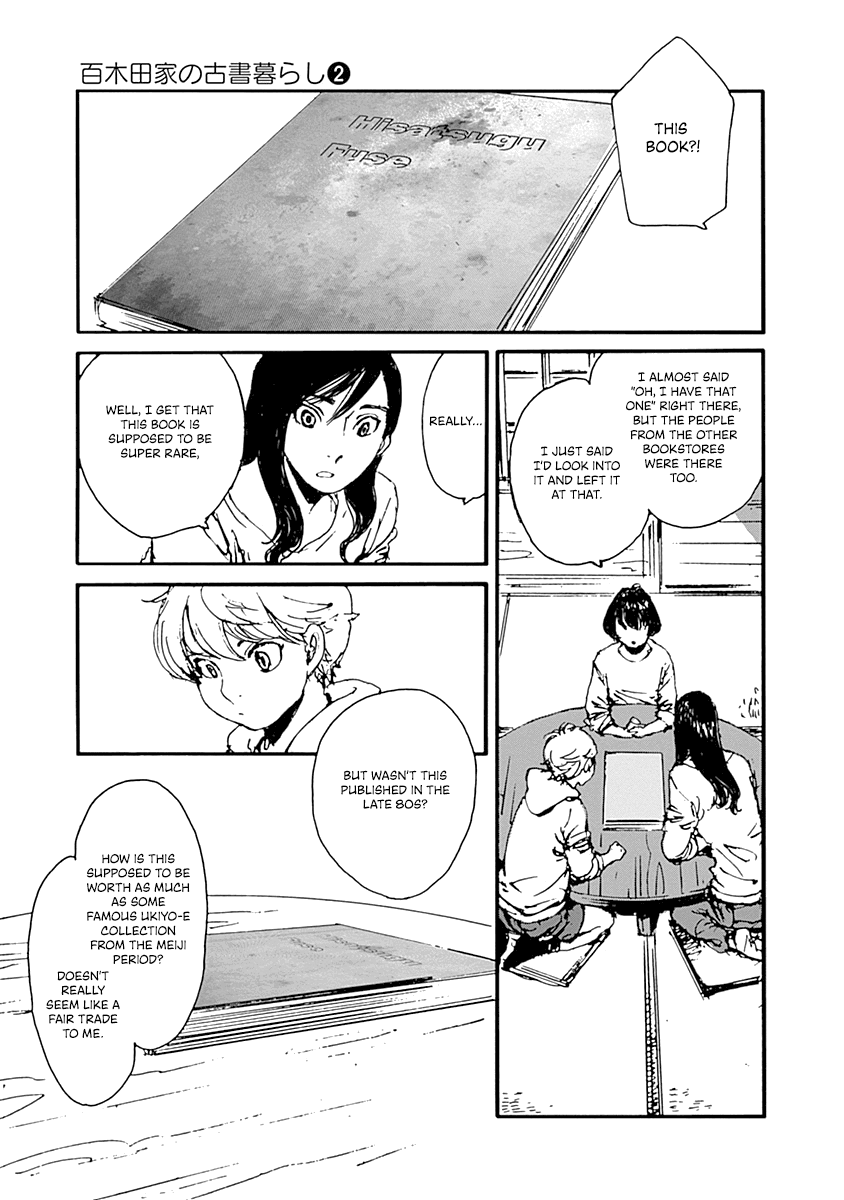 百木田家の古書暮らし❷
THIS
BOOK?!
Hisatsugu
Fuse
I ALMOST SAID
"OH, I HAVE THAT
ONE" RIGHT THERE,
BUT THE PEOPLE
FROM THE OTHER
BOOKSTORES
WERE THERE
TOO.
I JUST SAID
I'D LOOK INTO
IT AND LEFT IT
AT THAT.
REALLY...
WELL, I GET THAT
THIS BOOK IS
SUPPOSED TO BE
SUPER RARE,
BUT WASN'T THIS
PUBLISHED IN THE
LATE 80S?
HOW IS THIS
SUPPOSED TO BE
WORTH AS MUCH
AS SOME
FAMOUS UKIYO-E
COLLECTION
FROM THE MEIJI
PERIOD?
DOESN'T
REALLY
SEEM LIKE A
FAIR TRADE
TO ME.
Hisatsugu
Fuse